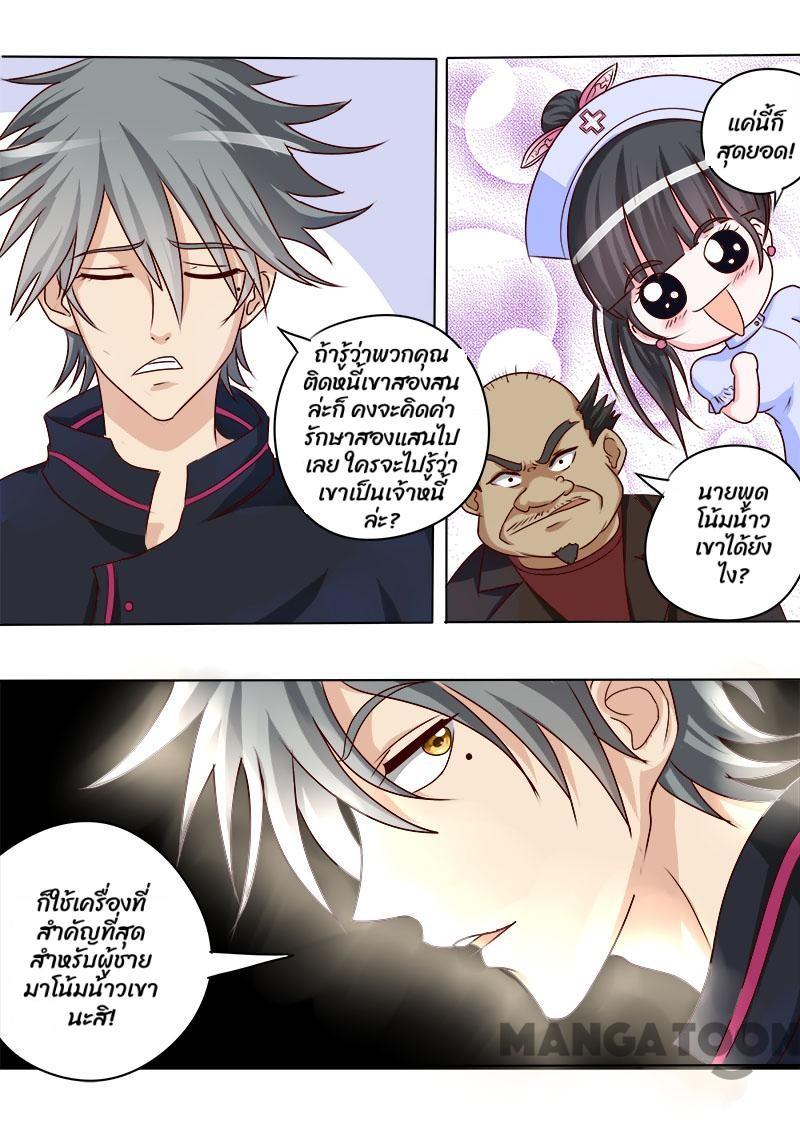 ถ้ารู้ว่าพวกคุณ
ติดหนี้เขาสองสน
ล่ะก็ คงจะคิดค่า
รักษาสองแสนไป
เลย ใครจะไปรู้ว่า
เขาเป็นเจ้าหนี้
ล่ะ?
แค่นี้ก็
สุดยอด!
นายพูด
โน้มน้าว
เขาได้ยัง
ไง?
ก็ใช้เครื่องที่
สำคัญที่สุด
สำหรับผู้ชาย
มาโน้มน้าวเขา
นะสิ!
MANGATOON